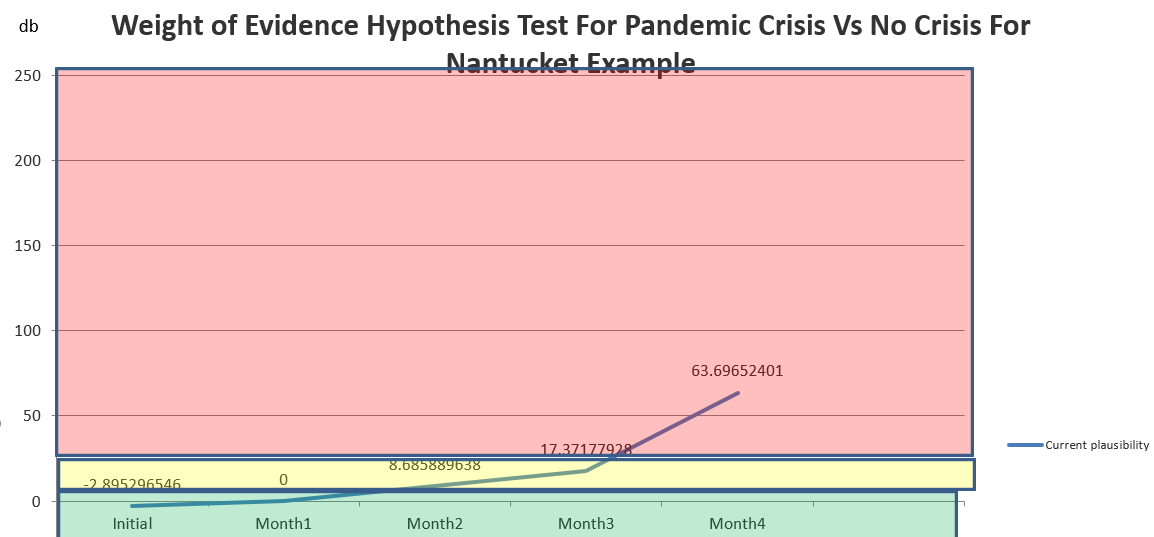 db
Weight of Evidence Hypothesis Test For Pandemic Crisis Vs No Crisis For
Nantucket Example
250
200
150
100
50
0
63.69652401
17.37177928
8.685889638
0
-2.895296546
Initial
Month1
Month2
Month3
Month4
Current plausibility